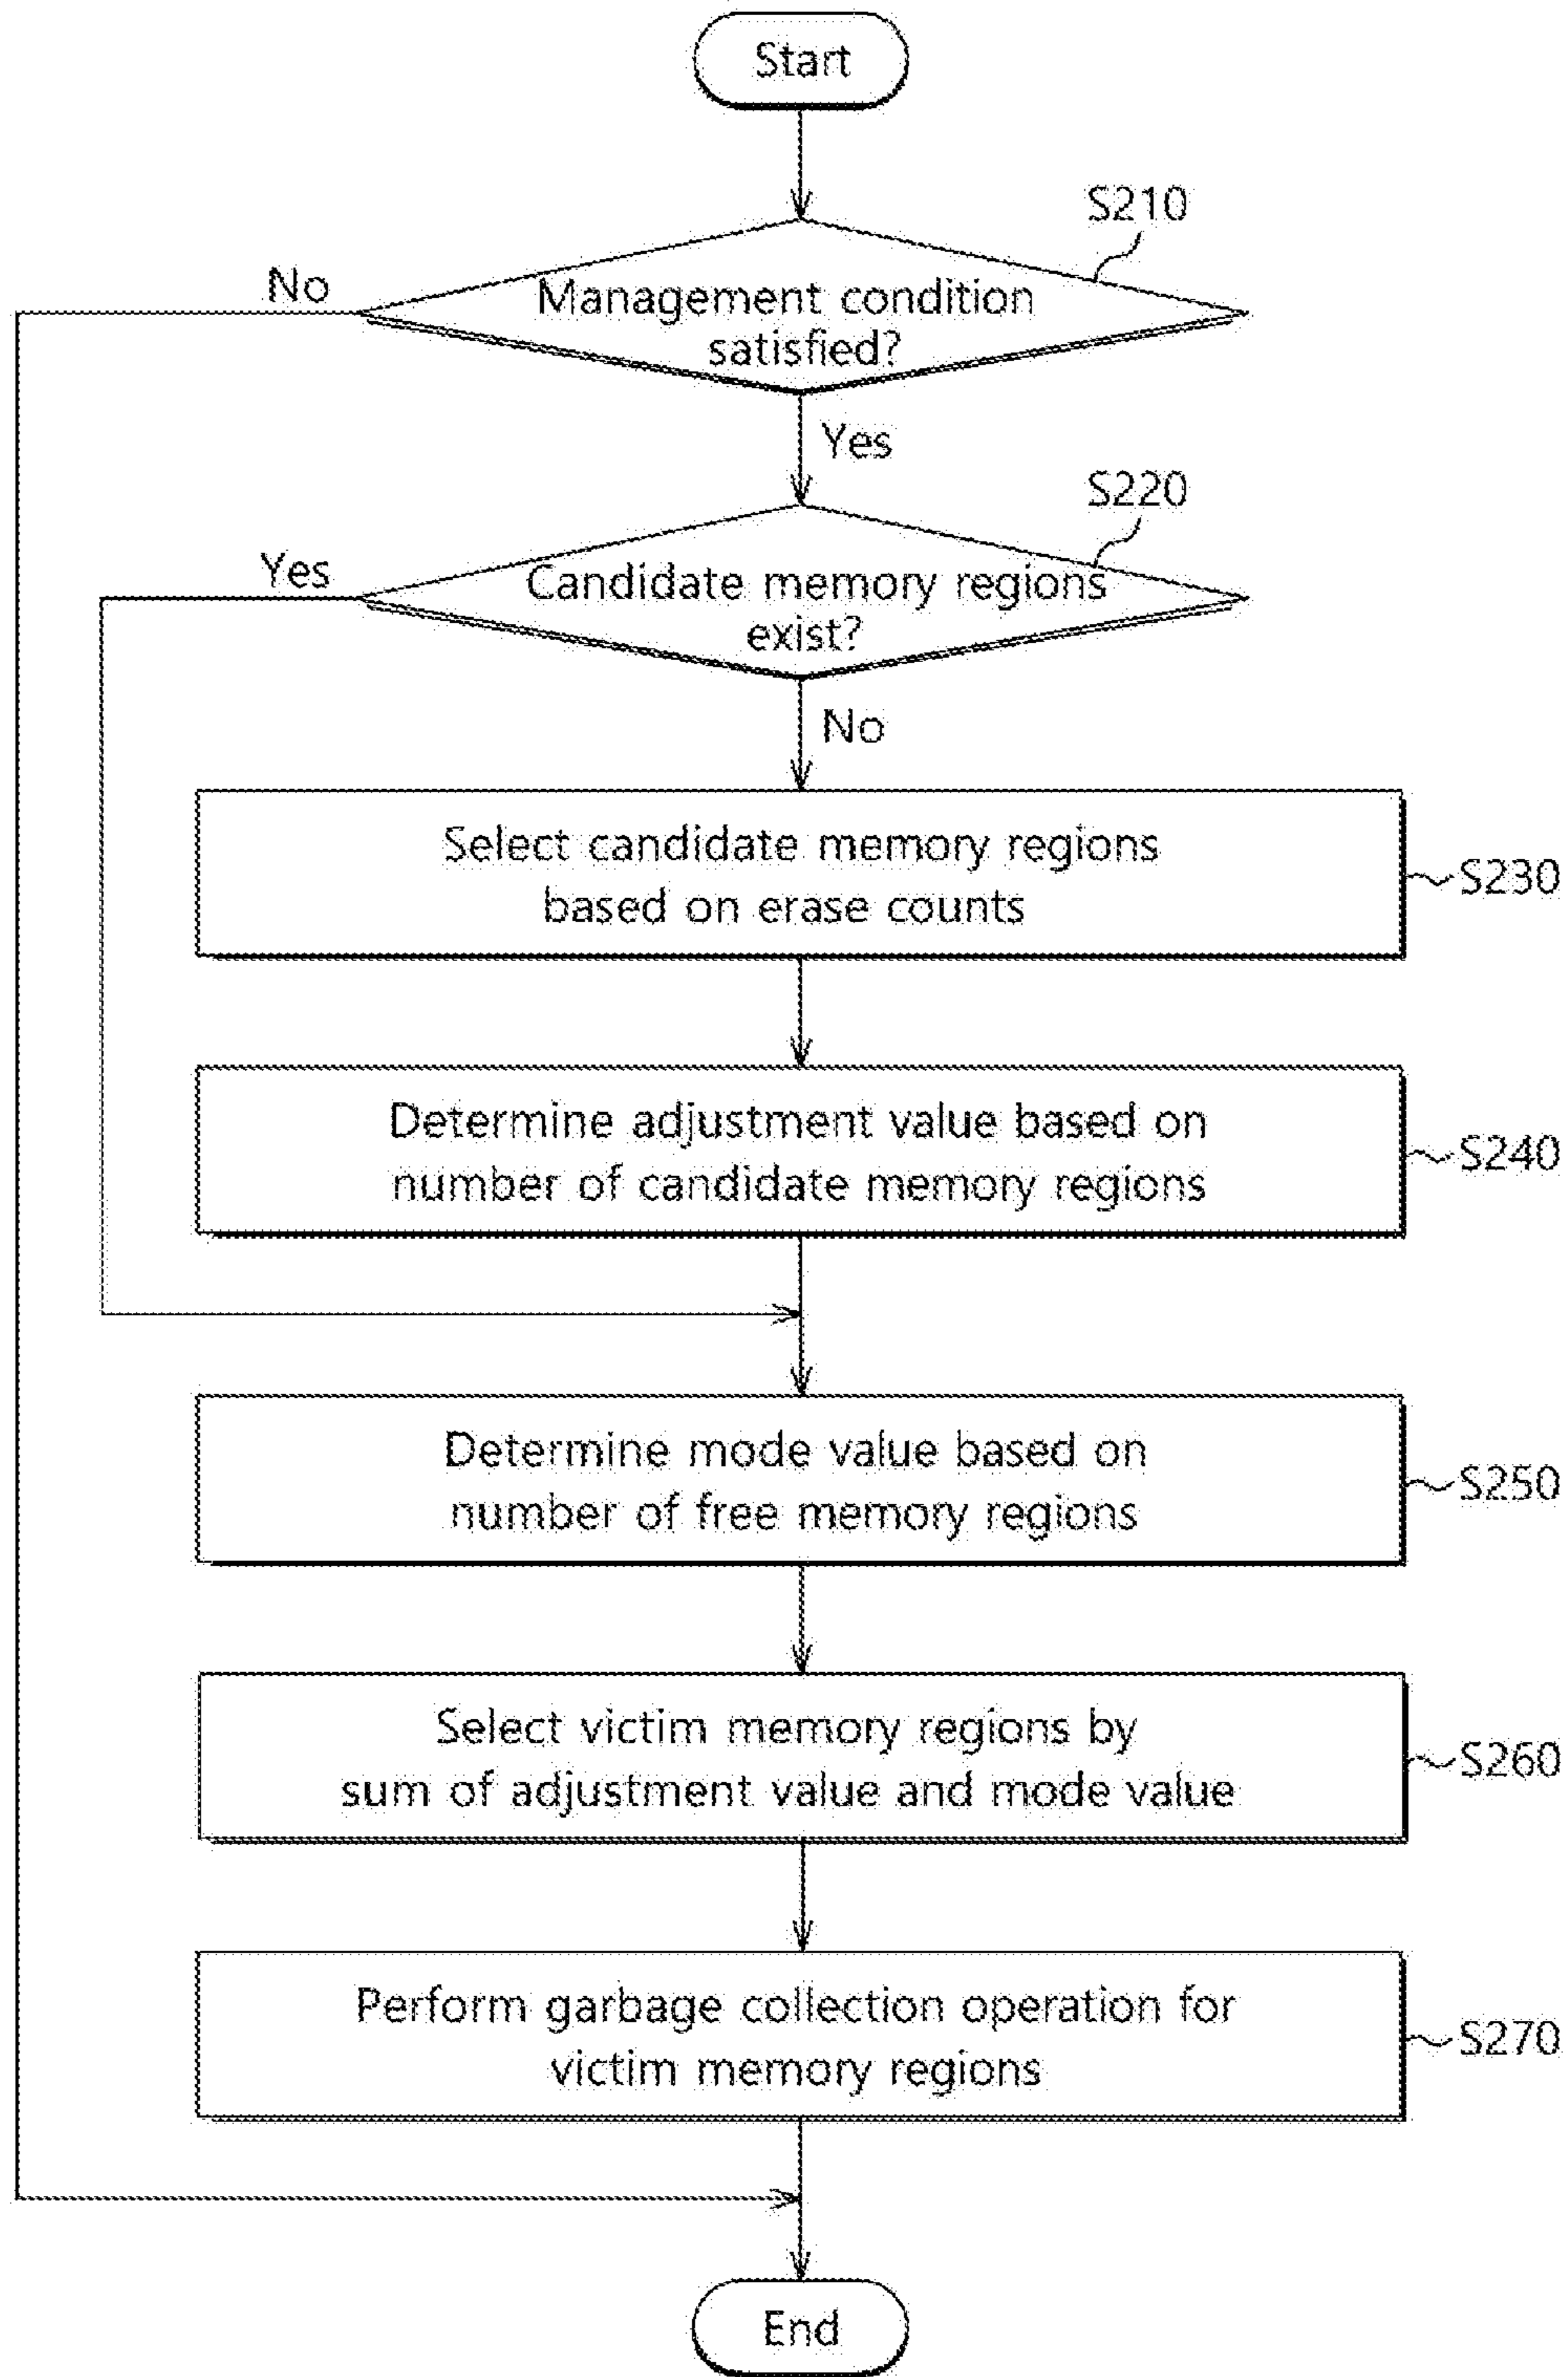 Start
S210
No
Management condition
satisfied?
Yes
S220
Yes
Candidate memory regions
exist?
No
Select candidate memory regions
based on erase counts
S230
Determine adjustment value based on
number of candidate memory regions
S240
Determine mode value based on
number of free memory regions
S250
Select victim memory regions by
sum of adjustment value and mode value
S260
Perform garbage collection operation for
victim memory regions
S270
End